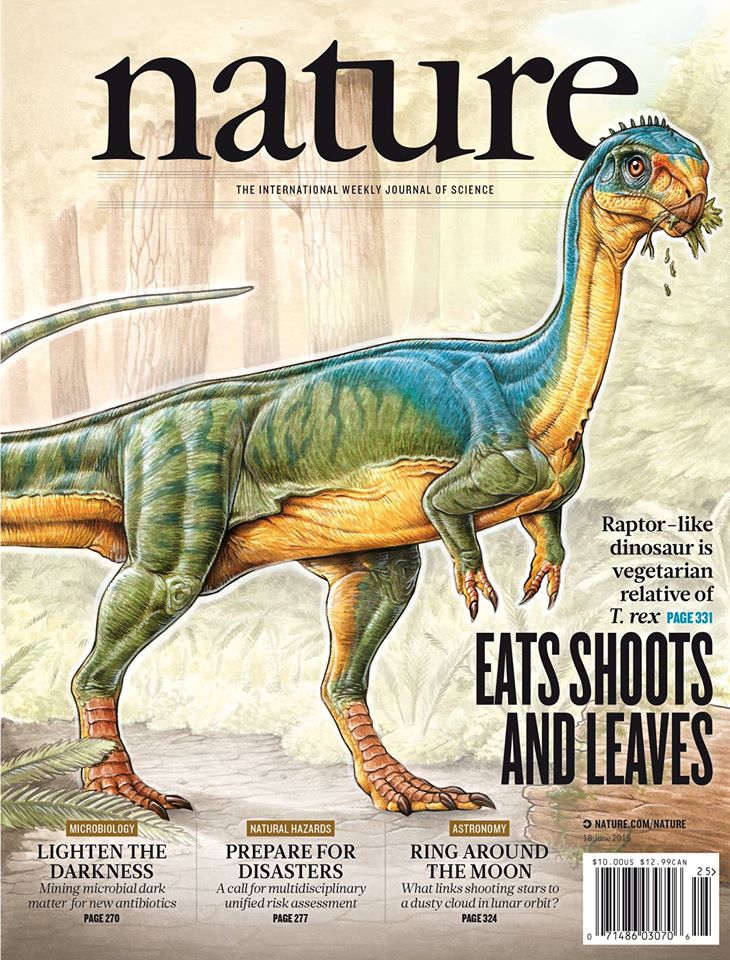 nature
THE INTERNATIONAL WEEKLY JOURNAL OF SCIENCE
Raptor-like
dinosaur is
vegetarian
relative of
T. rex PAGE 331
EATS SHOOTS
AND LEAVES
NATURE.COM/NATURE
18 June 2015
MICROBIOLOGY
LIGHTEN THE
DARKNESS
Mining microbial dark
matter for new antibiotics
PAGE 270
NATURAL HAZARDS
PREPARE FOR
DISASTERS
A call for multidisciplinary
unified risk assessment
PAGE 277
ASTRONOMY
RING AROUND
THE MOON
What links shooting stars to
a dusty cloud in lunar orbit?
PAGE 324
$10.00US $12.99CAN
25>
0 71486 03070 6